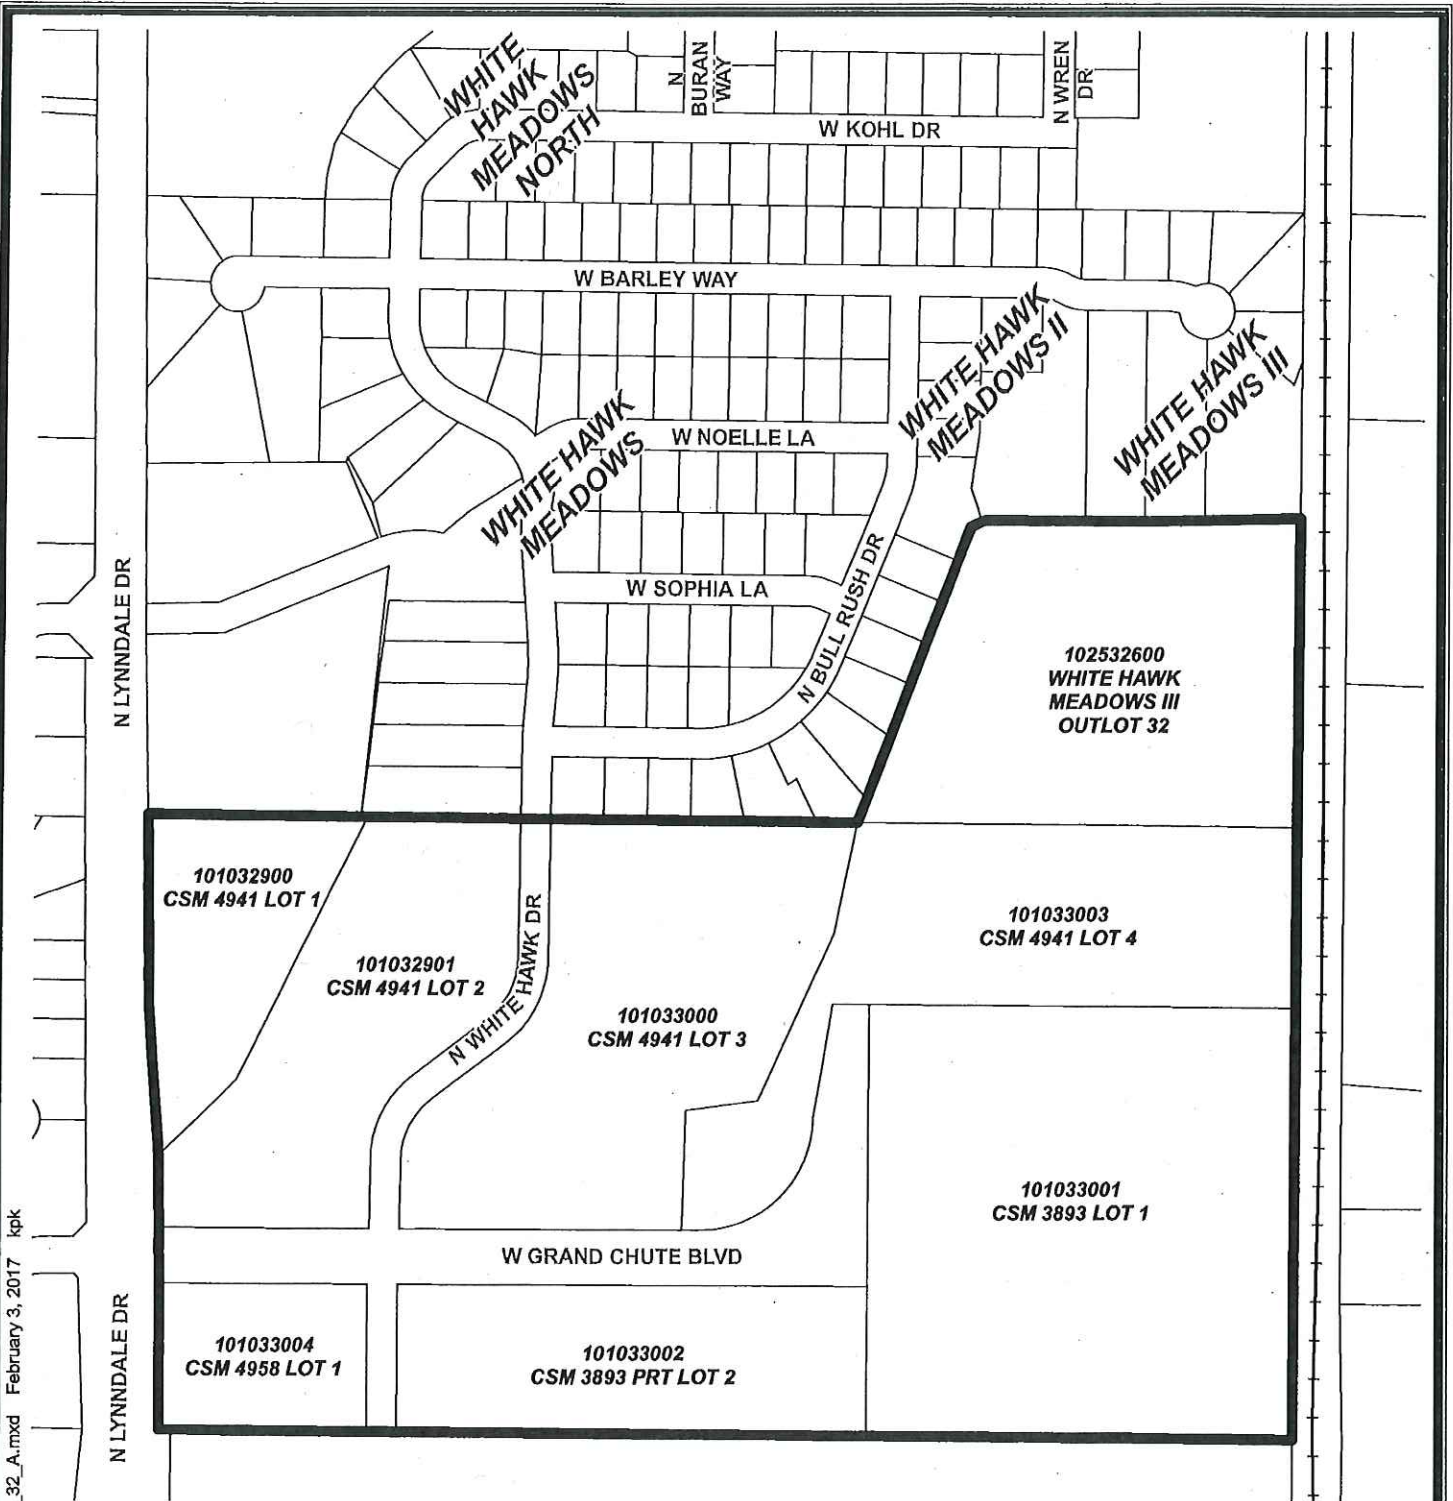 WHITE
HAWK
MEADOWS
NORTH
N
BURAN
WAY
N WREN
DR
W KOHL DR
W BARLEY WAY
WHITE HAWK
MEADOWS II
WHITE HAWK
MEADOWS III
W NOELLE LA
WHITE HAWK
MEADOWS
W SOPHIA LA
N BULL RUSH DR
N LYNNDALE DR
102532600
WHITE HAWK
MEADOWS III
OUTLOT 32
101032900
CSM 4941 LOT 1
101032901
CSM 4941 LOT 2
N WHITE HAWK DR
101033000
CSM 4941 LOT 3
101033003
CSM 4941 LOT 4
101033001
CSM 3893 LOT 1
W GRAND CHUTE BLVD
101033004
CSM 4958 LOT 1
101033002
CSM 3893 PRT LOT 2
N LYNNDALE DR
_32_A.mxd February 3, 2017 kpk